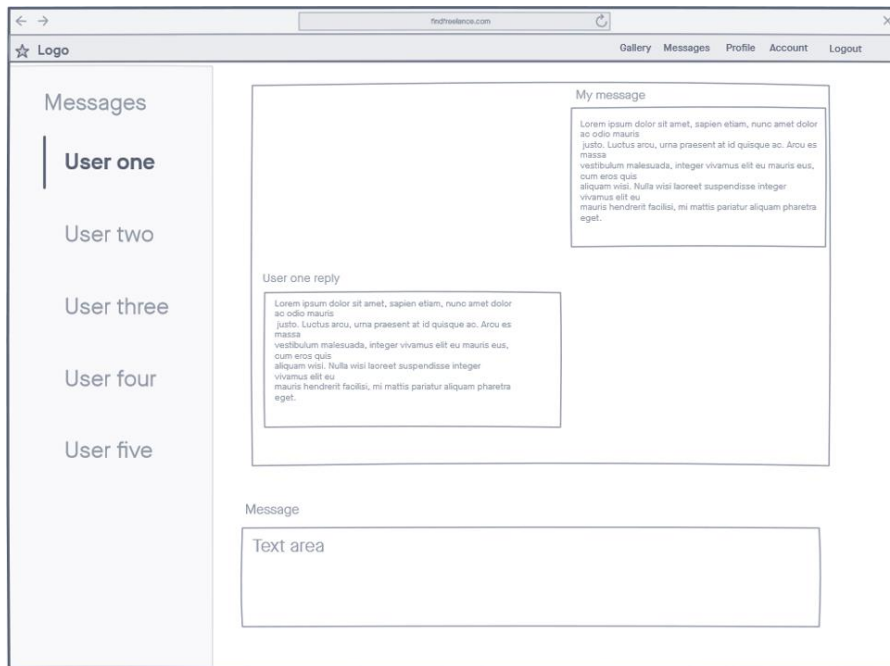 findfreelance.com
Logo
Gallery Messages Profile Account Logout
Messages
User one
User two
User three
User four
User five
My message
Lorem ipsum dolor sit amet, sapien etiam, nunc amet dolor
ac odio mauris
justo. Luctus arcu, urna praesent at id quisque ac. Arcu es
massa
vestibulum malesuada, integer vivamus elit eu mauris eus,
cum eros quis
aliquam wisi. Nulla wisi laoreet suspendisse integer
vivamus elit eu
mauris hendrerit facilisi, mi mattis pariatur aliquam pharetra
eget.
User one reply
Lorem ipsum dolor sit amet, sapien etiam, nunc amet dolor
ac odio mauris
justo. Luctus arcu, urna praesent at id quisque ac. Arcu es
massa
vestibulum malesuada, integer vivamus elit eu mauris eus,
cum eros quis
aliquam wisi. Nulla wisi laoreet suspendisse integer
vivamus elit eu
mauris hendrerit facilisi, mi mattis pariatur aliquam pharetra
eget.
Message
Text area